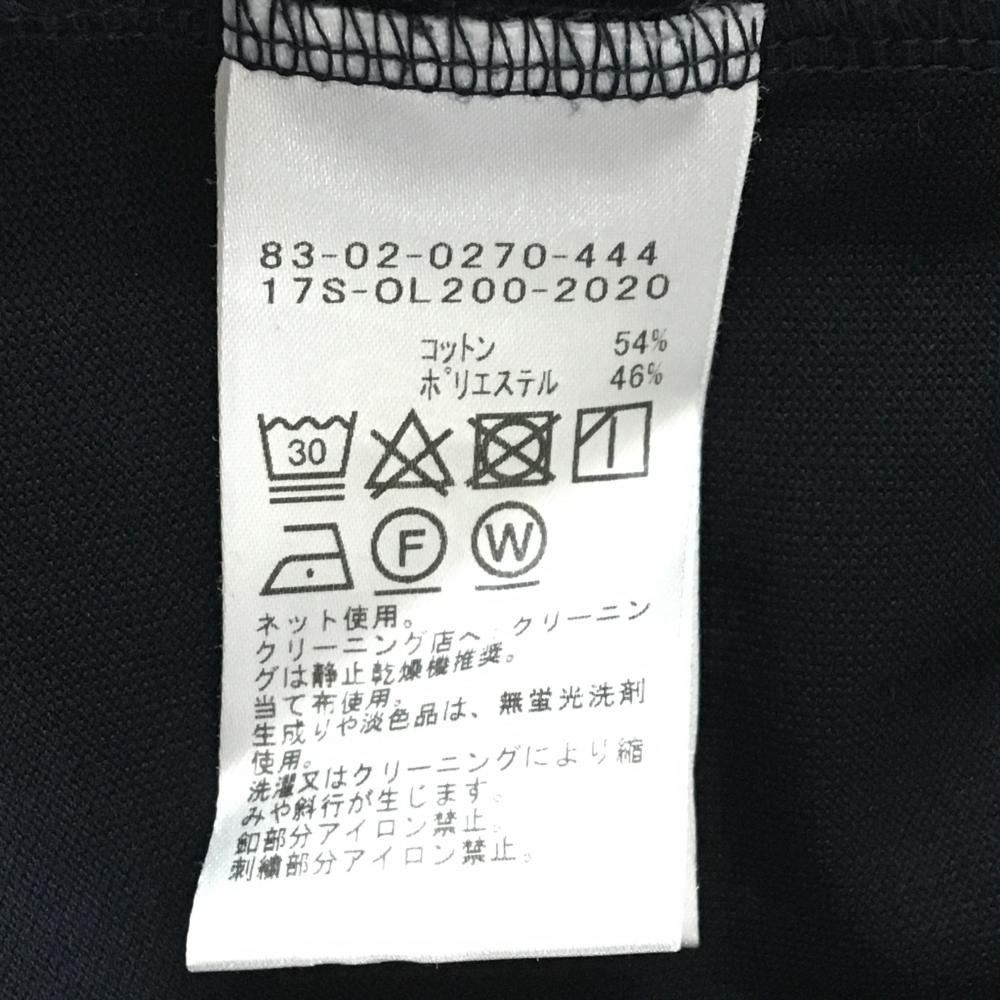 83-02-0270-444
17S-OL200-2020
コットン 54%
ポリエステル 46%
30
F W
ネット使用。
クリーニング店へ クリーニン
グは静止乾燥機推奨。
当て布使用。
生成りや淡色品は、無蛍光洗剤
使用。
洗濯又はクリーニングにより縮
みや斜行が生じます。
釦部分アイロン禁止。
刺繍部分アイロン禁止。